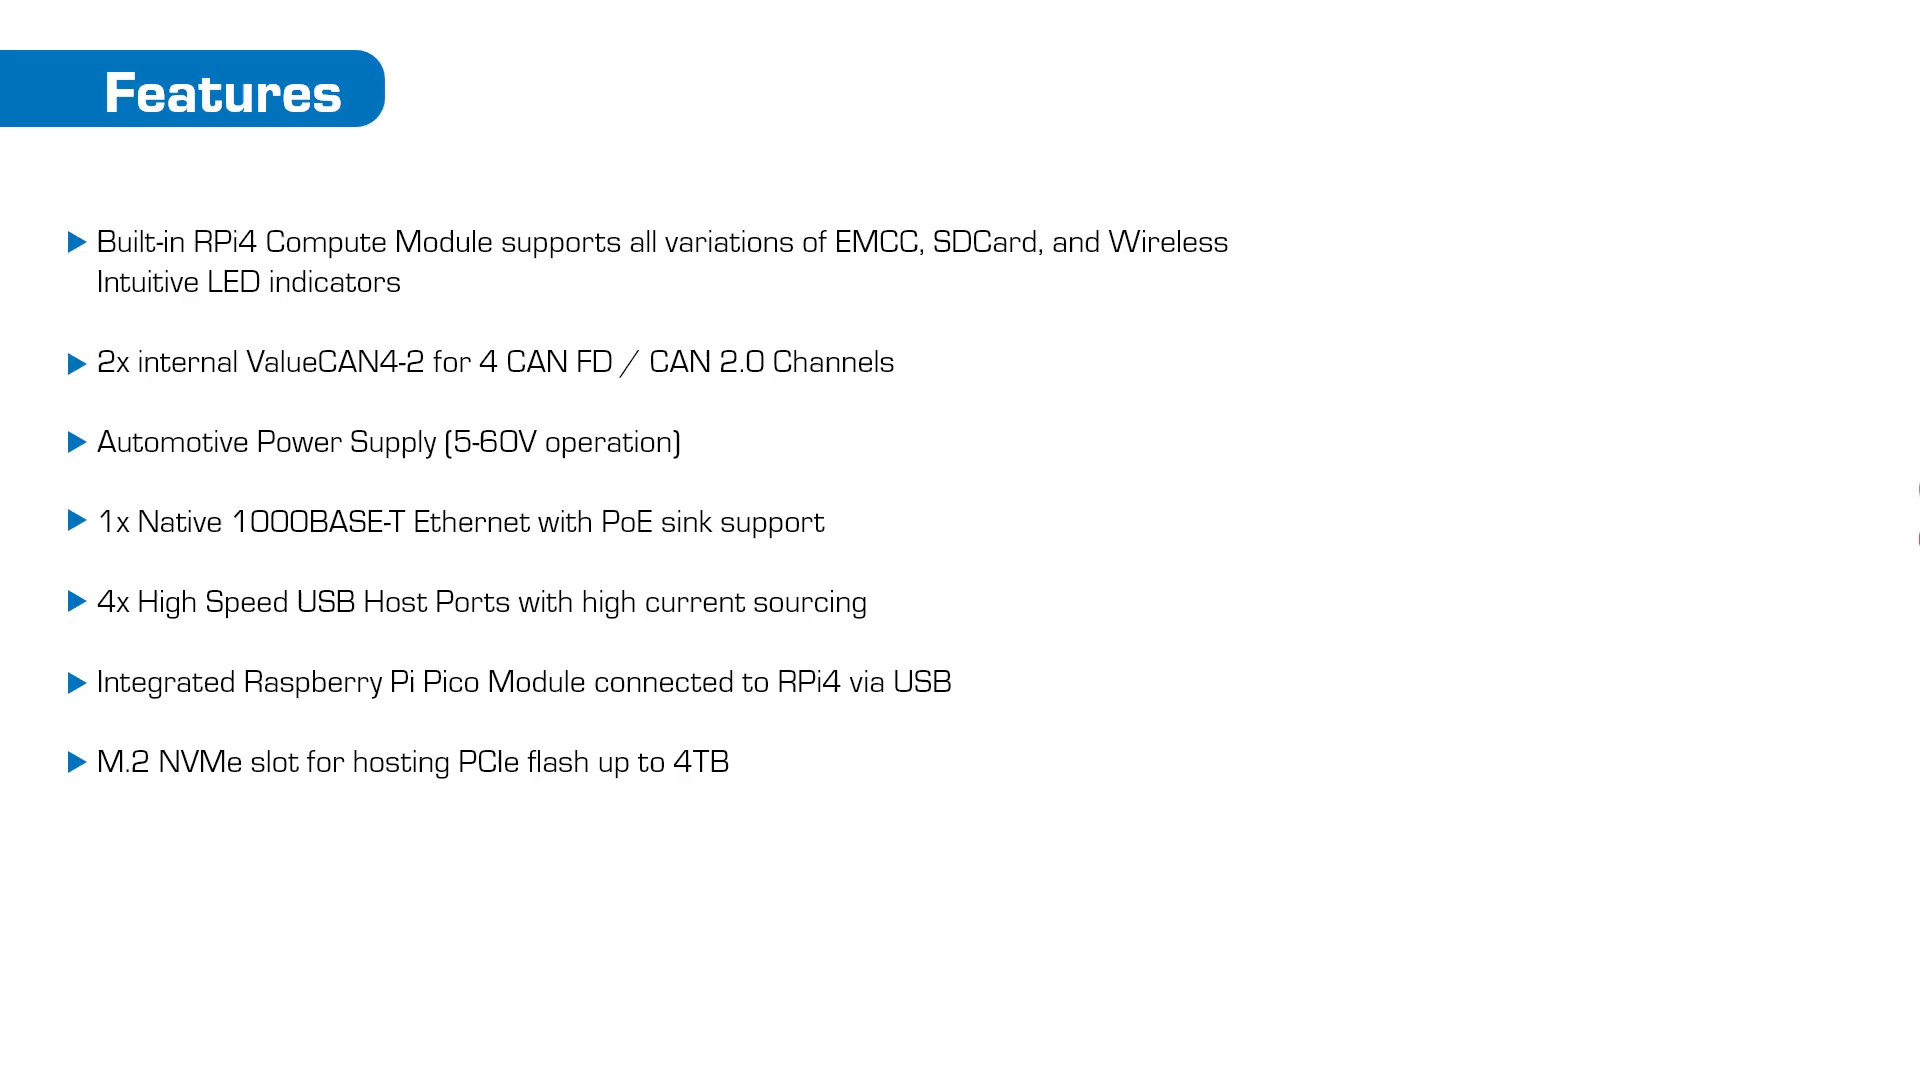 Features
Built-in RPi4 Compute Module supports all variations of EMCC, SDCard, and Wireless
Intuitive LED indicators
2x internal ValueCAN4-2 for 4 CAN FD / CAN 2.0 Channels
Automotive Power Supply (5-60V operation)
1x Native 1000BASE-T Ethernet with PoE sink support
4x High Speed USB Host Ports with high current sourcing
Integrated Raspberry Pi Pico Module connected to RPi4 via USB
M.2 NVMe slot for hosting PCIe flash up to 4TB